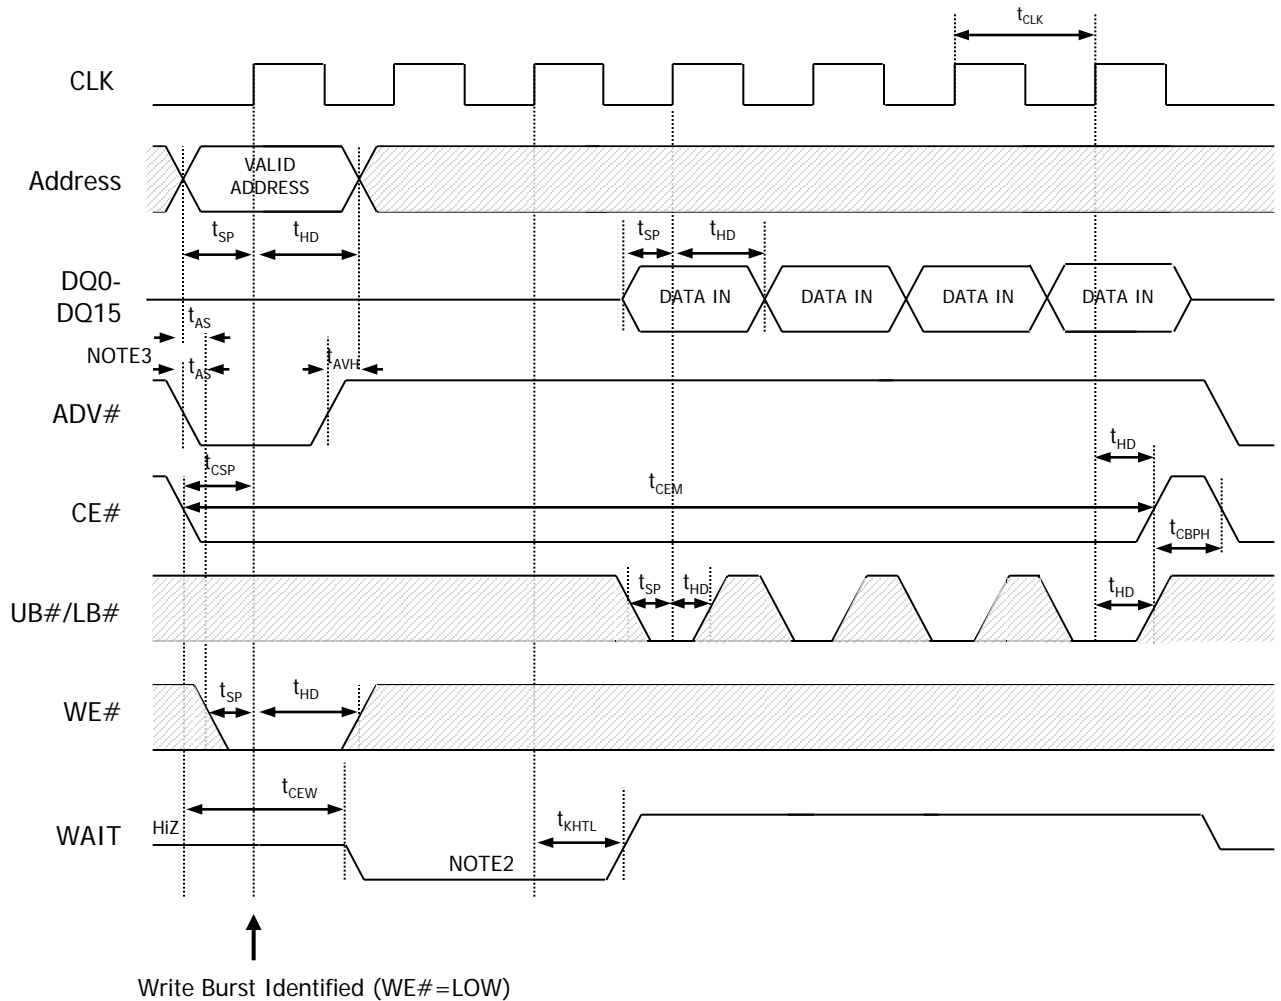 tCLK
CLK
Address
VALID
ADDRESS
tSP
tHD
tSP
tHD
DQ0-
DQ15
DATA IN
DATA IN
DATA IN
DATA IN
tAS
NOTE3
tAS
tAVH
ADV#
tHD
tCSP
tCEM
CE#
tCBPH
UB#/LB#
tSP
tHD
tHD
WE#
tSP
tHD
tCEW
HiZ
tKHTL
WAIT
NOTE2
Write Burst Identified (WE#=LOW)